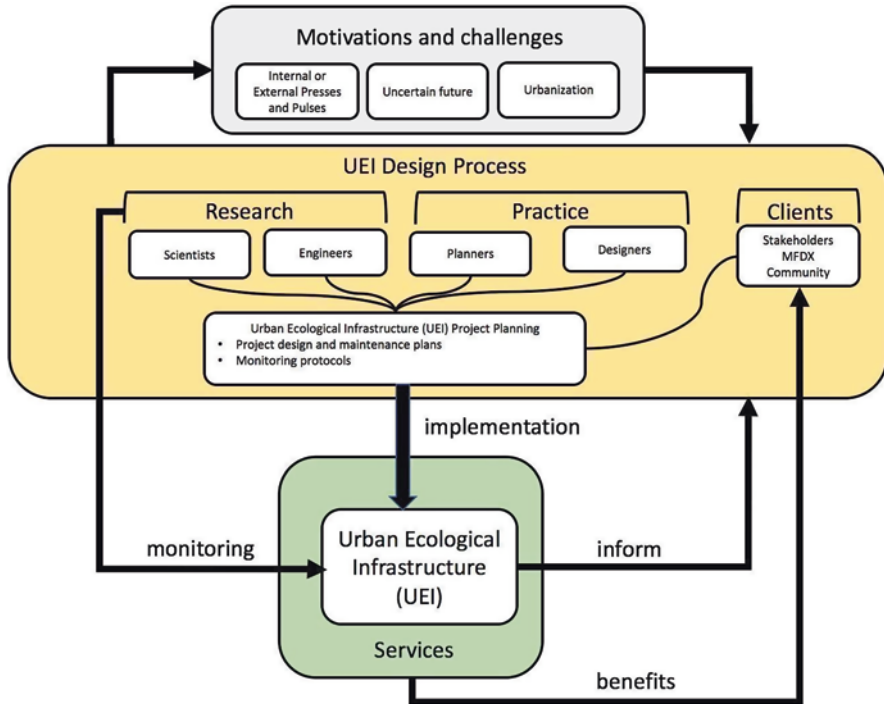 Motivations and challenges
Internal or
External Presses
and Pulses
Uncertain future
Urbanization
UEI Design Process
Research
Practice
Clients
Scientists
Engineers
Planners
Designers
Stakeholders
MFDX
Community
Urban Ecological Infrastructure (UEI) Project Planning
• Project design and maintenance plans
• Monitoring protocols
implementation
monitoring
Urban Ecological
Infrastructure
(UEI)
inform
Services
benefits